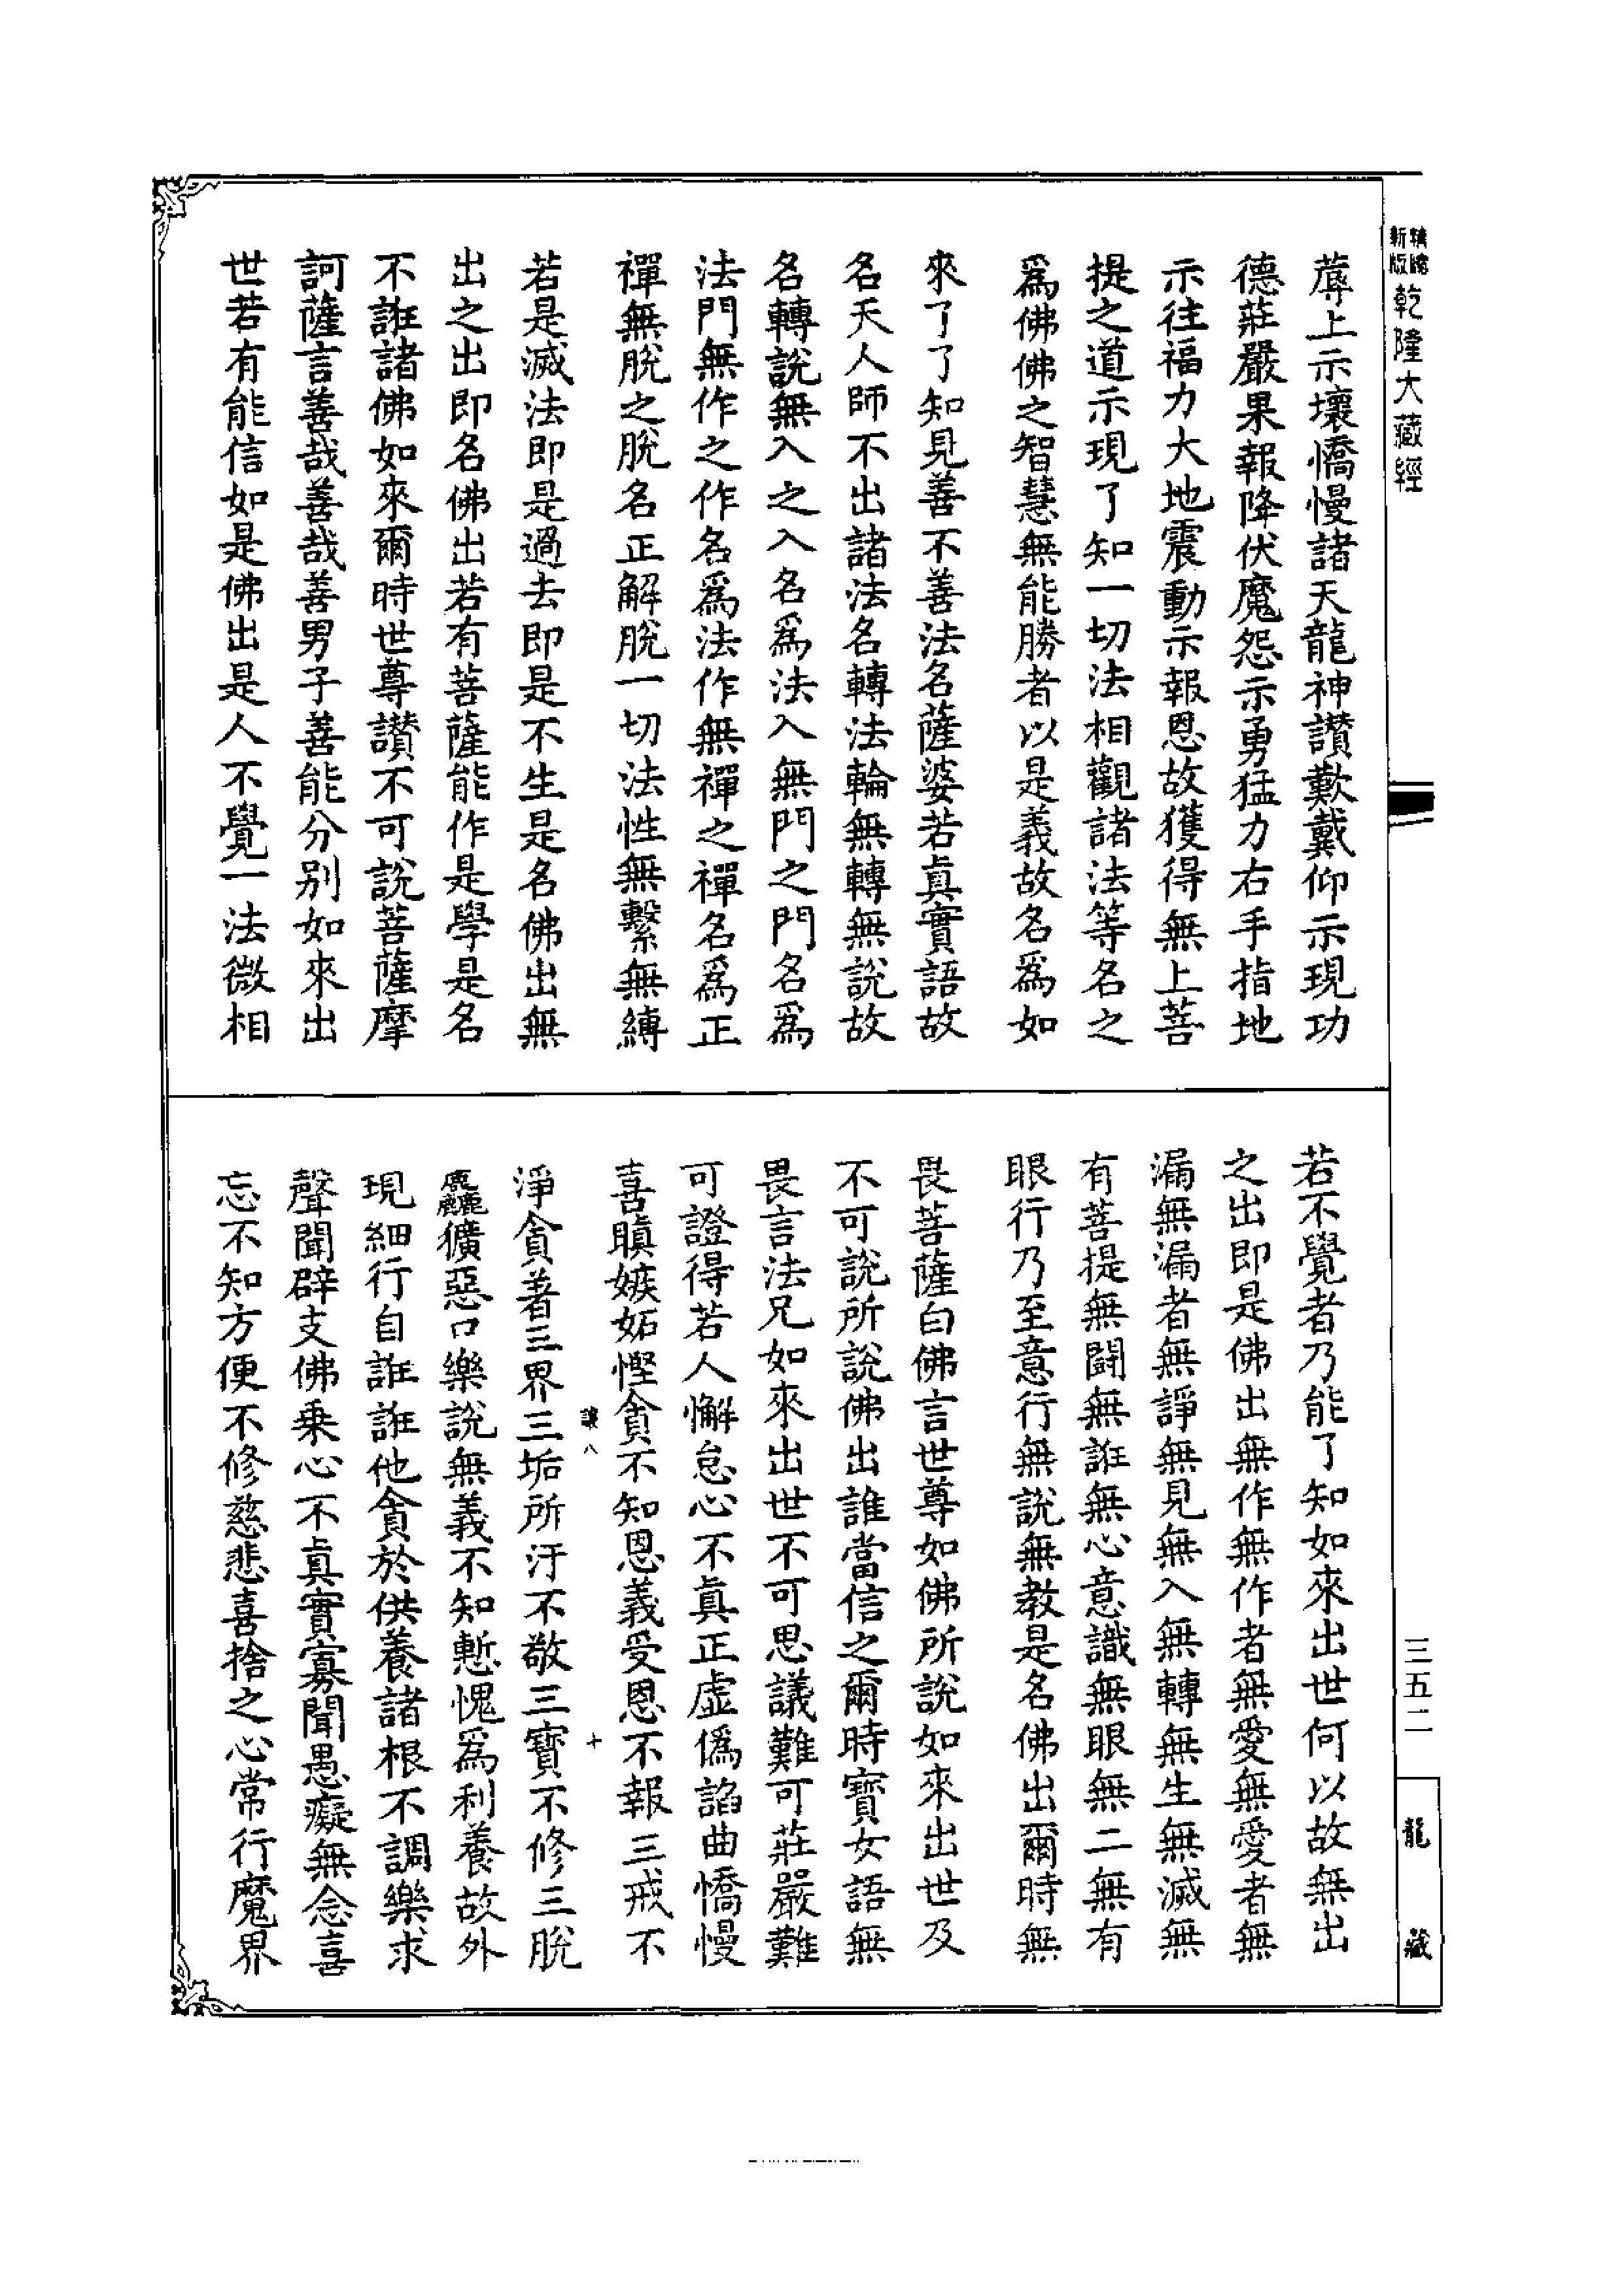 乾隆大藏經
蓐上示壞憍慢諸天龍神讚歎戴仰示現功
德莊嚴果報降伏魔怨示勇猛力右手指地
示往福力大地震動示報恩故獲得無上菩
提之道示現了知一切法相觀諸法等名之
爲佛佛之智慧無能勝者以是義故名爲如
來了了知見善不善法名薩婆若眞實語故
名天人師不出諸法名轉法輪無轉無說故
名轉說無入之入名爲法入無門之門名爲
法門無作之作名爲法作無禪之禪名爲正
禪無脫之脫名正解脫一切法性無繫無縛
若是滅法即是過去即是不生是名佛出無
出之出即名佛出若有菩薩能作是學是名
不誑諸佛如來爾時世尊讚不可說菩薩摩
訶薩言善哉善哉善男子善能分別如來出
世若有能信如是佛出是人不覺一法微相
若不覺者乃能了知如來出世何以故無出
之出即是佛出無作無作者無愛無愛者無
漏無漏者無諍無見無入無轉無生無滅無
有菩提無鬪無誑無心意識無眼無二無有
眼行乃至意行無說無教是名佛出爾時無
畏菩薩白佛言世尊如佛所說如來出世及
不可說所說佛出誰當信之爾時寶女語無
畏言法兄如來出世不可思議難可莊嚴難
可證得若人懈怠心不眞正虛僞諂曲憍慢
喜瞋嫉妬慳貪不知恩義受恩不報三戒不
讓八 十
淨貪著三界三垢所汙不敬三寶不修三脫
麤獷惡口樂說無義不知慙愧爲利養故外
現細行自誑誑他貪於供養諸根不調樂求
聲聞辟支佛乘心不眞實寡聞愚癡無念喜
忘不知方便不修慈悲喜捨之心常行魔界
三五二
龍藏